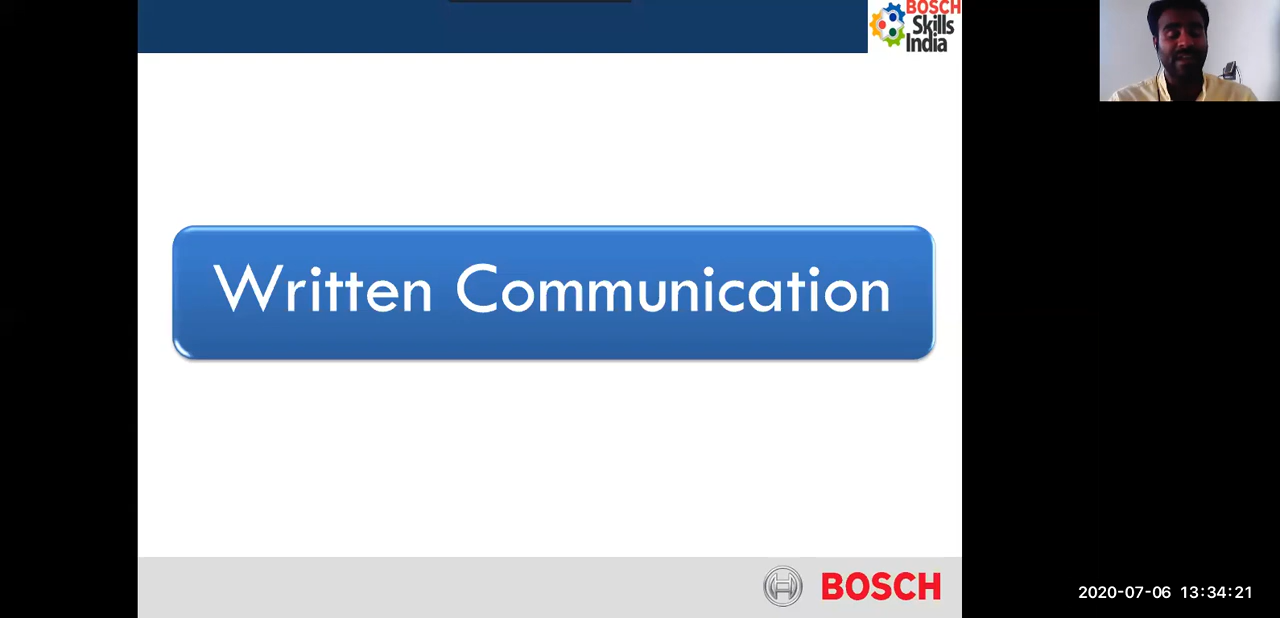 BOSCH
Skills
India
Written Communication
BOSCH
2020-07-06 13:34:21